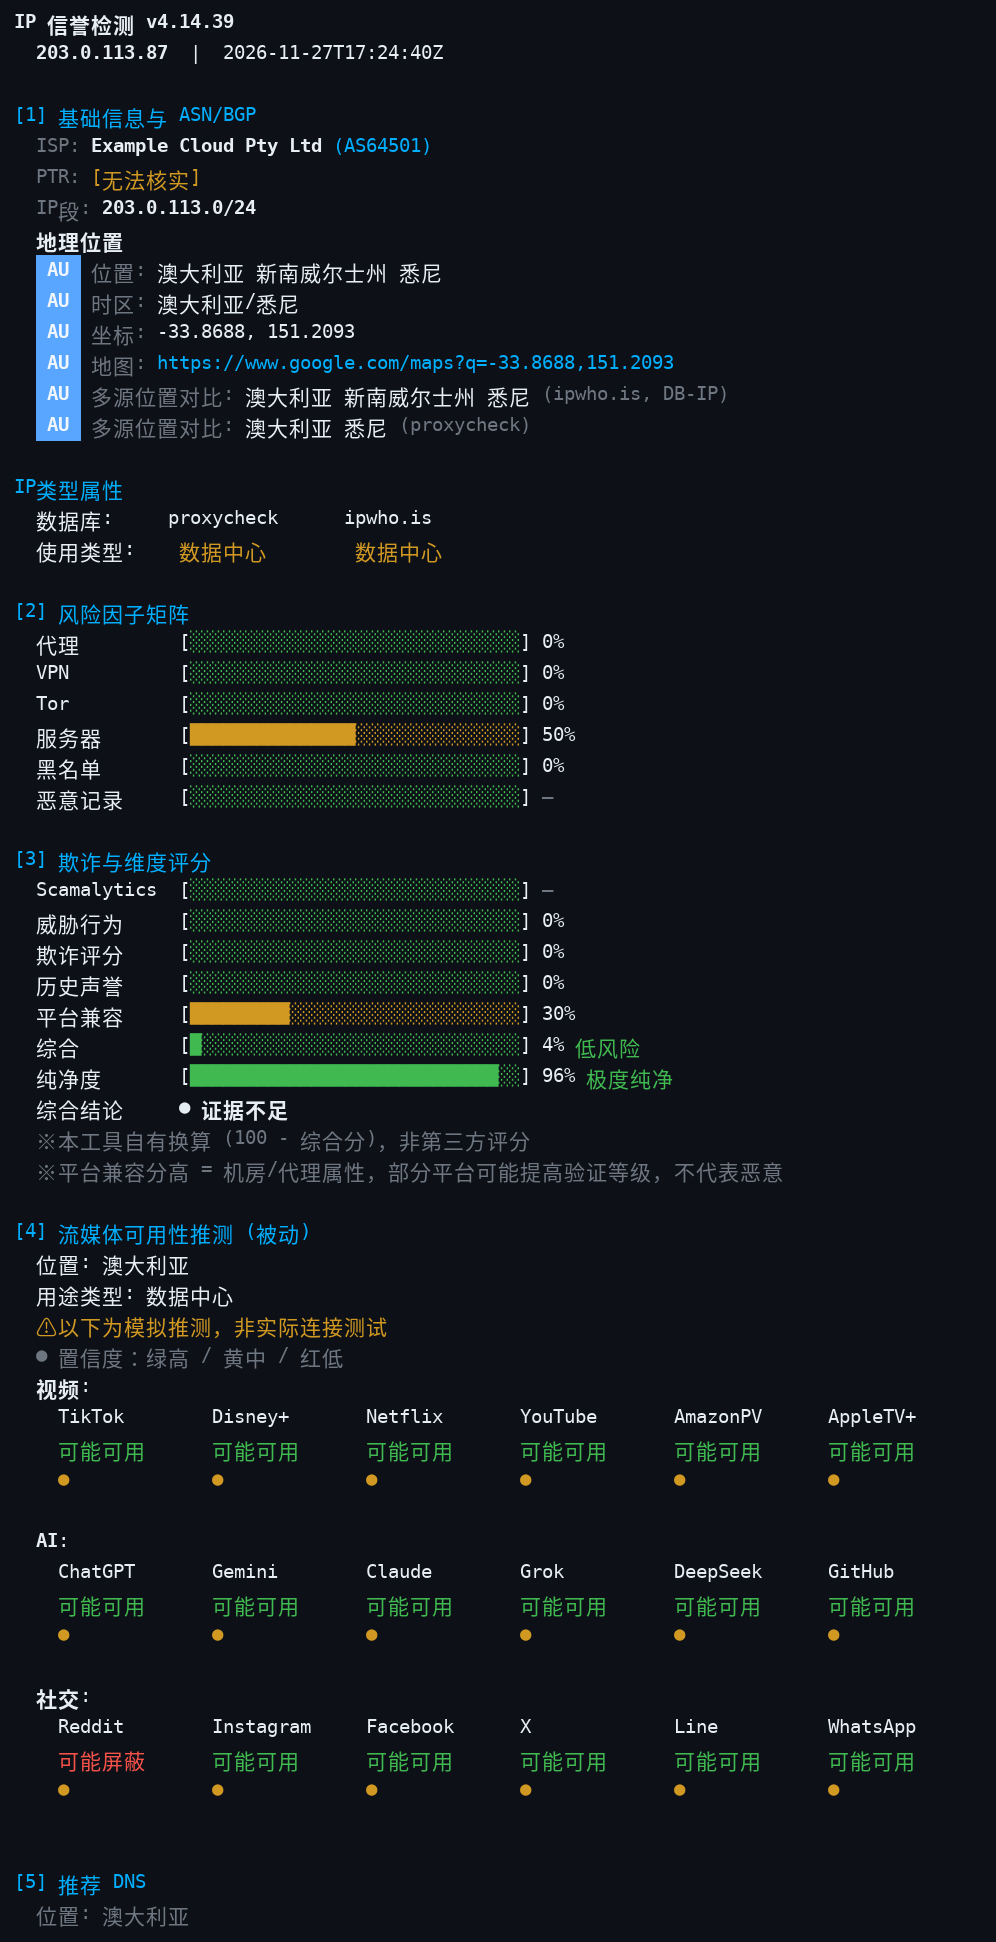 IP 信誉检测 v4.14.39
203.0.113.87 | 2026-11-27T17:24:40Z
[1] 基础信息与 ASN/BGP
ISP: Example Cloud Pty Ltd (AS64501)
PTR: [无法核实]
IP段: 203.0.113.0/24
地理位置
AU 位置: 澳大利亚 新南威尔士州 悉尼
AU 时区: 澳大利亚/悉尼
AU 坐标: -33.8688, 151.2093
AU 地图: https://www.google.com/maps?q=-33.8688,151.2093
AU 多源位置对比: 澳大利亚 新南威尔士州 悉尼 (ipwho.is, DB-IP)
AU 多源位置对比: 澳大利亚 悉尼 (proxycheck)
IP类型属性
数据库: proxycheck ipwho.is
使用类型: 数据中心 数据中心
[2] 风险因子矩阵
代理 [░░░░░░░░░░░░░░░░░░░░░░░░░░░░░░] 0%
VPN [░░░░░░░░░░░░░░░░░░░░░░░░░░░░░░] 0%
Tor [░░░░░░░░░░░░░░░░░░░░░░░░░░░░░░] 0%
服务器 [███████████████░░░░░░░░░░░░░░░] 50%
黑名单 [░░░░░░░░░░░░░░░░░░░░░░░░░░░░░░] 0%
恶意记录 [░░░░░░░░░░░░░░░░░░░░░░░░░░░░░░] —
[3] 欺诈与维度评分
Scamalytics [░░░░░░░░░░░░░░░░░░░░░░░░░░░░░░] —
威胁行为 [░░░░░░░░░░░░░░░░░░░░░░░░░░░░░░] 0%
欺诈评分 [░░░░░░░░░░░░░░░░░░░░░░░░░░░░░░] 0%
历史声誉 [░░░░░░░░░░░░░░░░░░░░░░░░░░░░░░] 0%
平台兼容 [█████████░░░░░░░░░░░░░░░░░░░░░] 30%
综合 [█░░░░░░░░░░░░░░░░░░░░░░░░░░░░░] 4% 低风险
纯净度 [████████████████████████████░░] 96% 极度纯净
综合结论 ● 证据不足
※本工具自有换算 (100 - 综合分)，非第三方评分
※平台兼容分高 = 机房/代理属性，部分平台可能提高验证等级，不代表恶意
[4] 流媒体可用性推测 (被动)
位置: 澳大利亚
用途类型: 数据中心
⚠以下为模拟推测，非实际连接测试
● 置信度：绿高 / 黄中 / 红低
视频:
TikTok Disney+ Netflix YouTube AmazonPV AppleTV+
可能可用 可能可用 可能可用 可能可用 可能可用 可能可用
● ● ● ● ● ●
AI:
ChatGPT Gemini Claude Grok DeepSeek GitHub
可能可用 可能可用 可能可用 可能可用 可能可用 可能可用
● ● ● ● ● ●
社交:
Reddit Instagram Facebook X Line WhatsApp
可能屏蔽 可能可用 可能可用 可能可用 可能可用 可能可用
● ● ● ● ● ●
[5] 推荐 DNS
位置: 澳大利亚